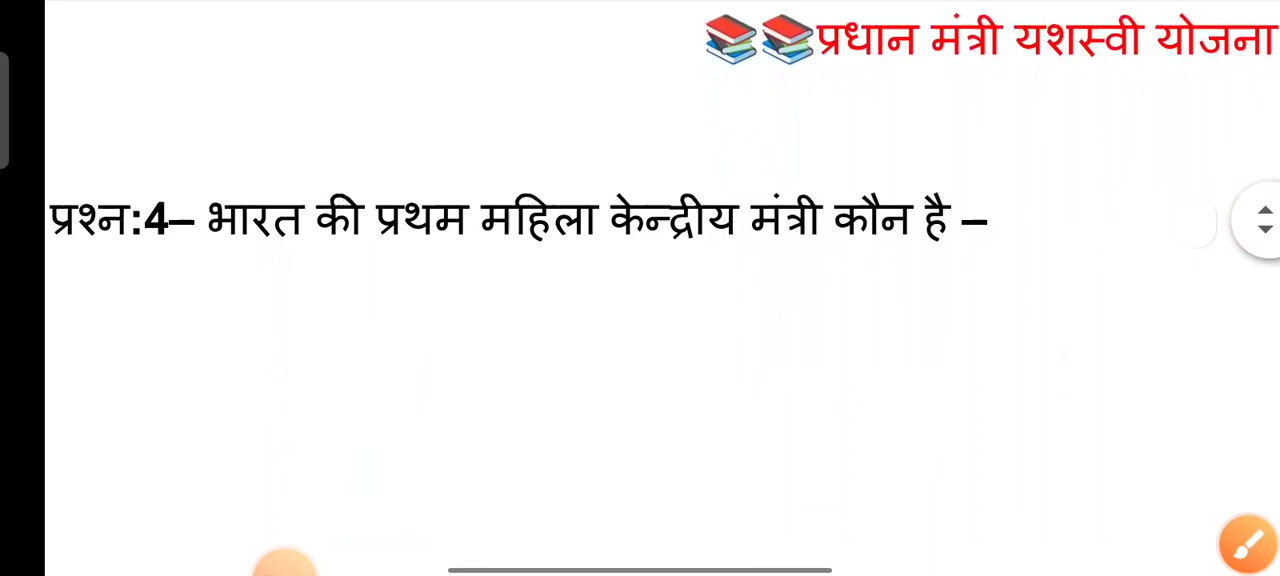 📚📚प्रधान मंत्री यशस्वी योजना
प्रश्न:4– भारत की प्रथम महिला केन्द्रीय मंत्री कौन है –